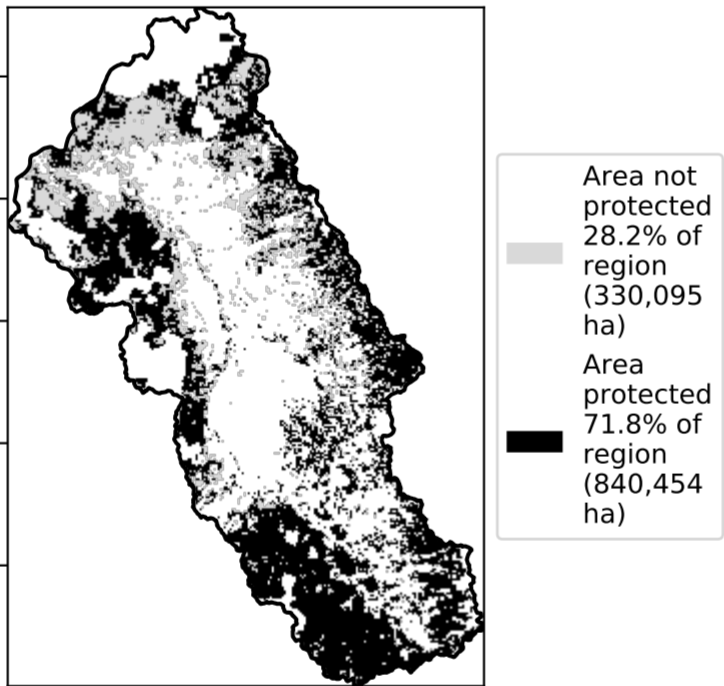 Area not
protected
28.2% of
region
(330,095
ha)
Area
protected
71.8% of
region
(840,454
ha)